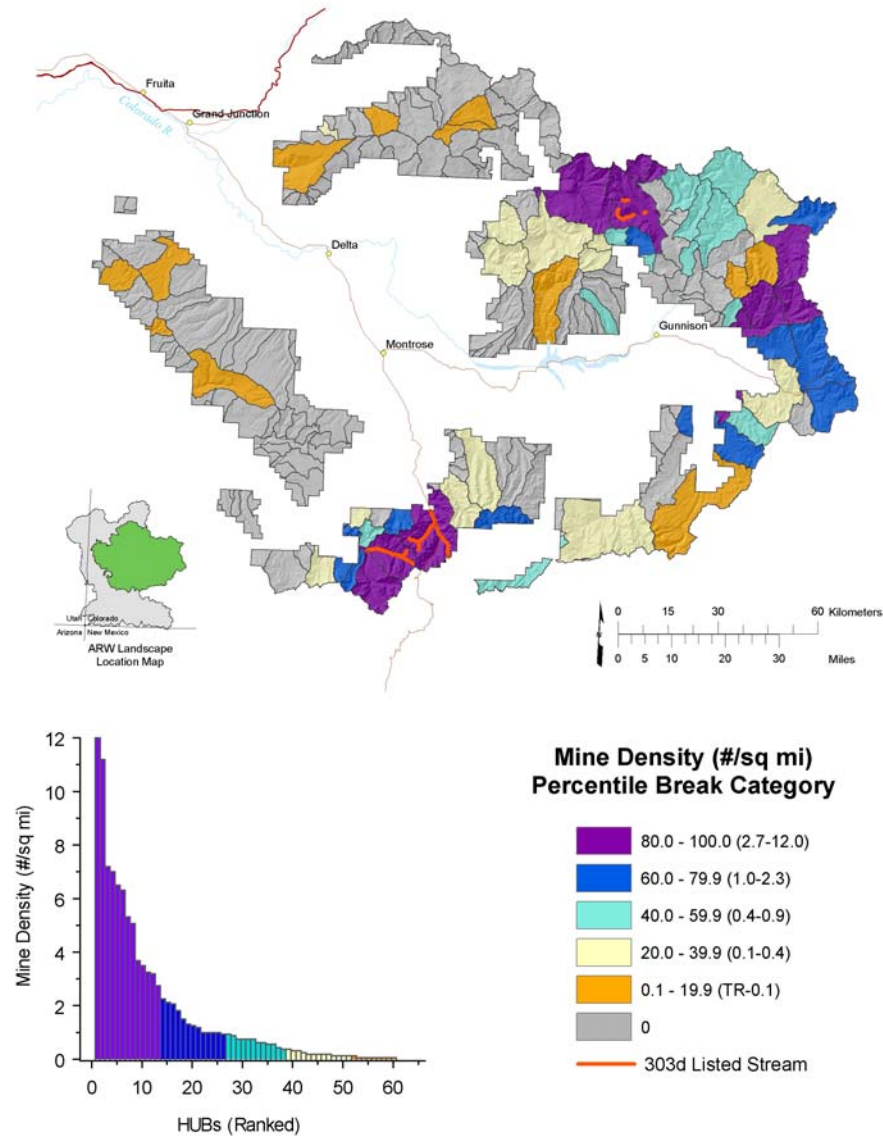 Fruita
Grand Junction
Colorado R.
Delta
Montrose
Gunnison
Utah Colorado
Arizona New Mexico
ARW Landscape
Location Map
N
0 15 30 60 Kilometers
0 5 10 20 30 Miles
12
10
8
6
4
2
0
Mine Density (#/sq mi)
0 10 20 30 40 50 60
HUBs (Ranked)
Mine Density (#/sq mi)
Percentile Break Category
80.0 - 100.0 (2.7-12.0)
60.0 - 79.9 (1.0-2.3)
40.0 - 59.9 (0.4-0.9)
20.0 - 39.9 (0.1-0.4)
0.1 - 19.9 (TR-0.1)
0
303d Listed Stream